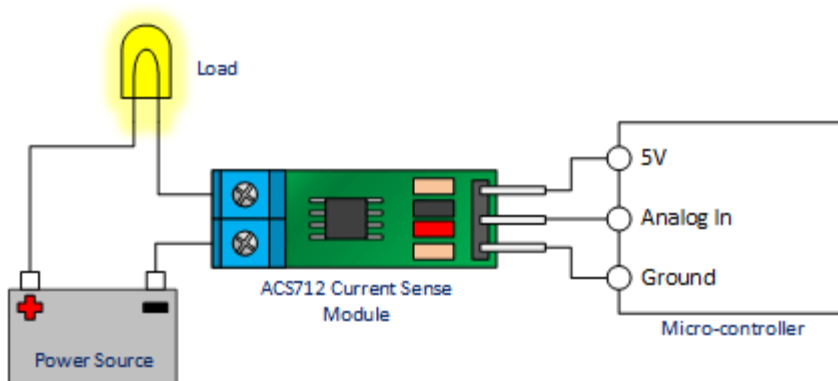 Load
5V
Analog In
Ground
ACS712 Current Sense
Module
Micro-controller
Power Source